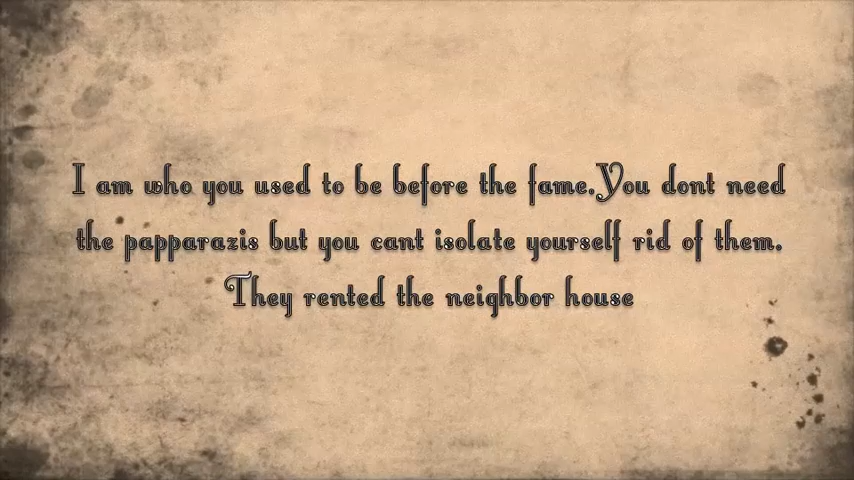 I am who you used to be before the fame.You dont need
the papparazis but you cant isolate yourself rid of them.
They rented the neighbor house